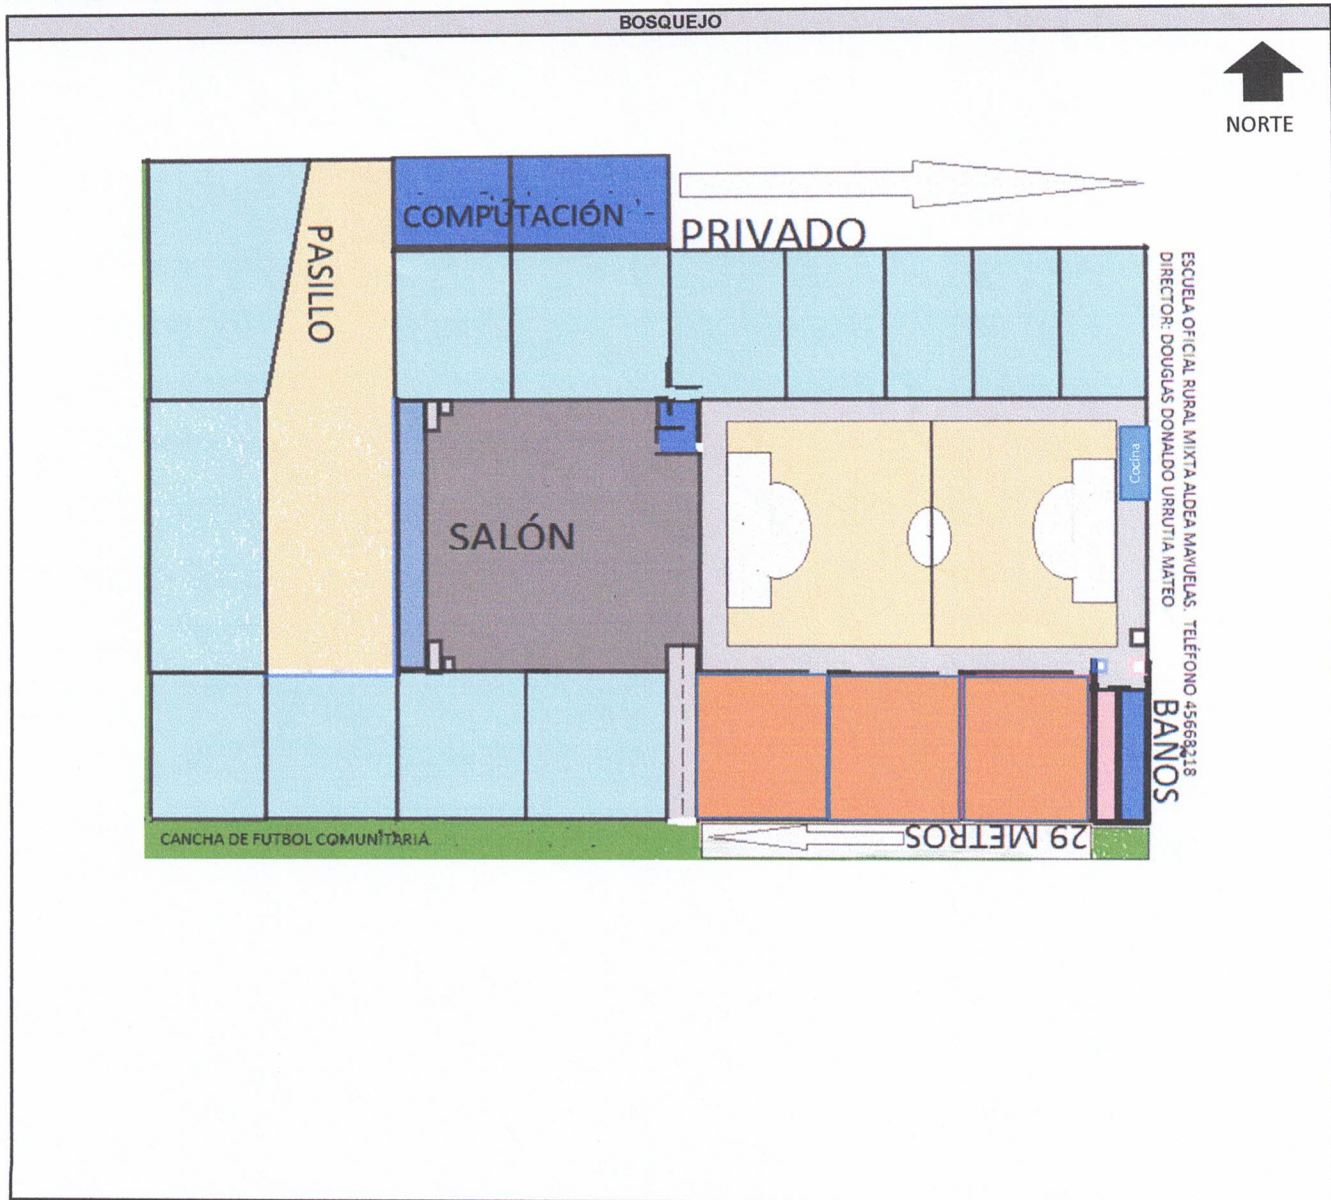 BOSQUEJO
NORTE
COMPUTACIÓN
PRIVADO
PASILLO
ESCUELA OFICIAL RURAL MIXTA ALDEA MAYUELAS. TELÉFONO 45668218
DIRECTOR: DOUGLAS DONALDO URRUTIA MATEO
Cocina
SALÓN
BAÑOS
29 METROS
CANCHA DE FUTBOL COMUNITARIA.